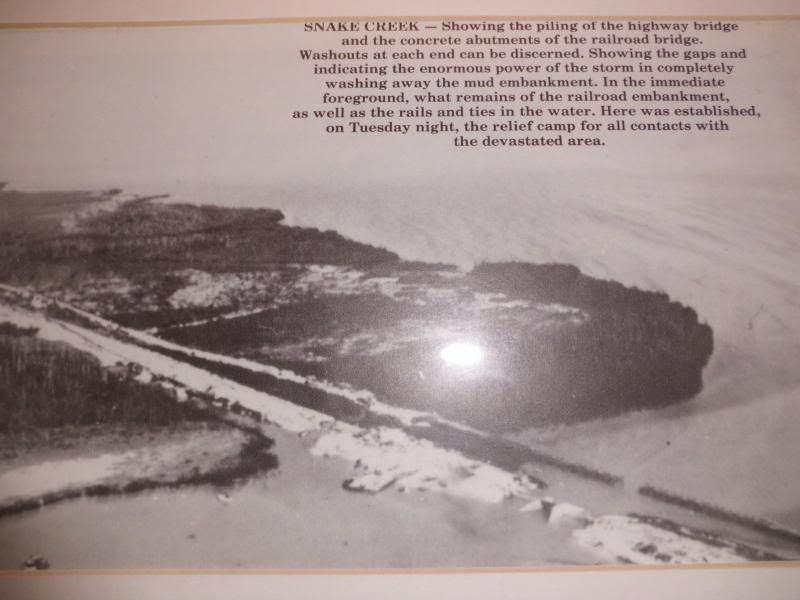 SNAKE CREEK — Showing the piling of the highway bridge
and the concrete abutments of the railroad bridge.
Washouts at each end can be discerned. Showing the gaps and
indicating the enormous power of the storm in completely
washing away the mud embankment. In the immediate
foreground, what remains of the railroad embankment,
as well as the rails and ties in the water. Here was established,
on Tuesday night, the relief camp for all contacts with
the devastated area.